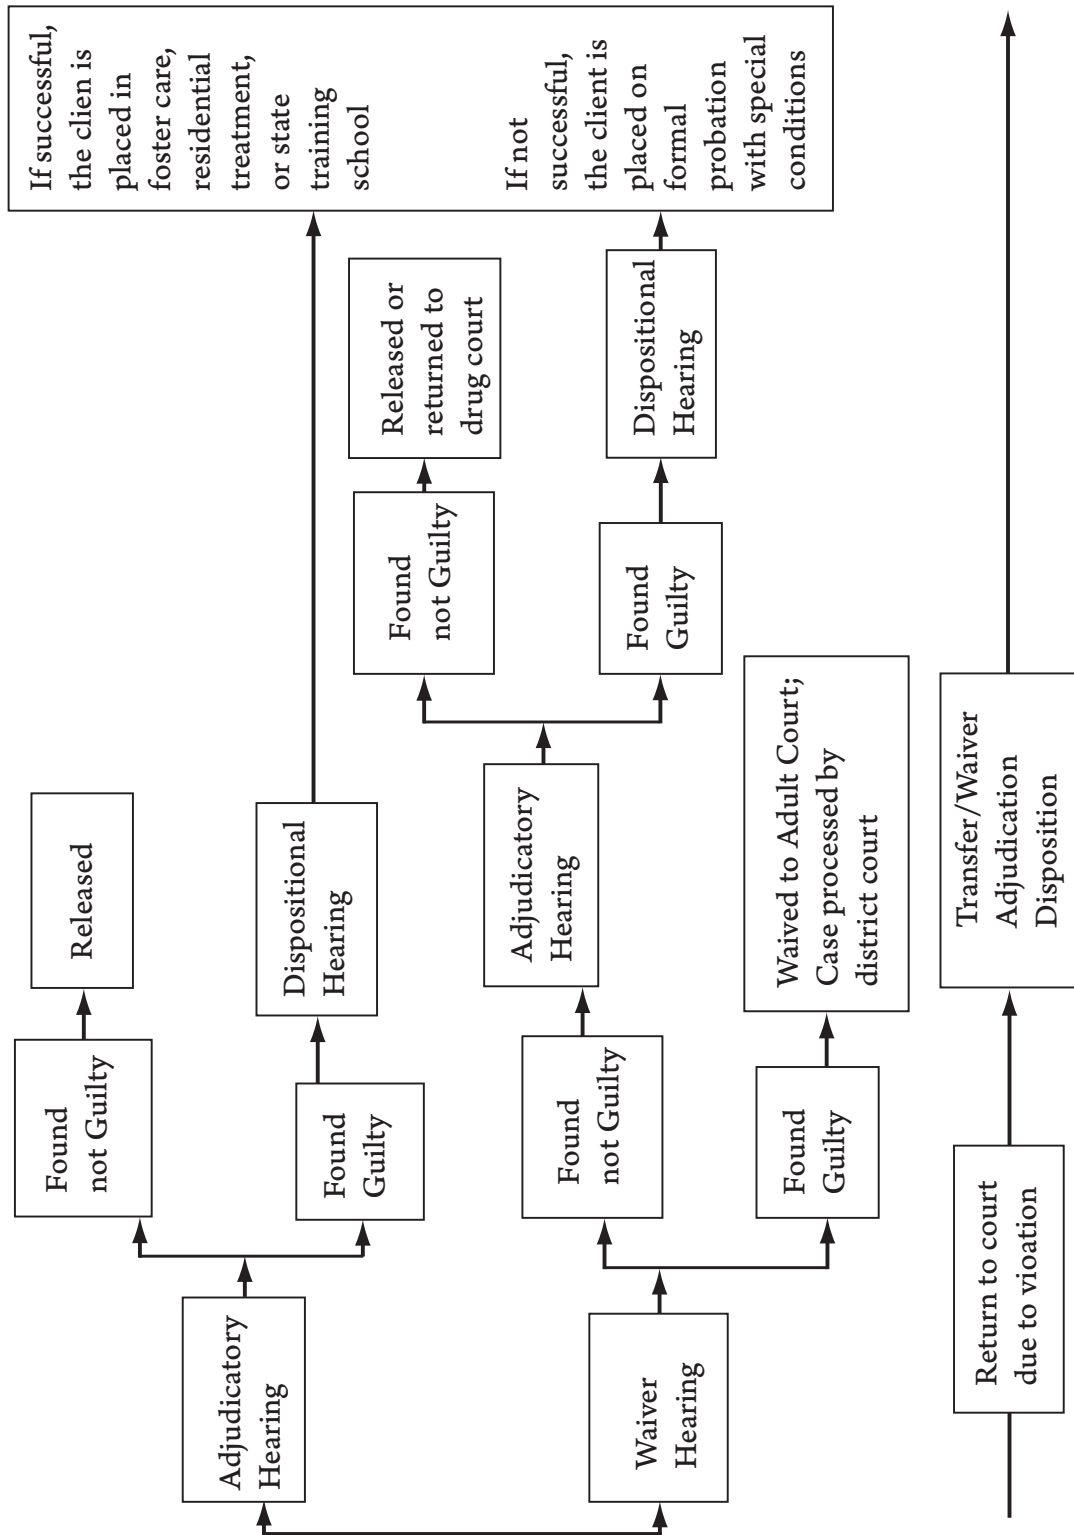 Adjudicatory
Hearing
Found
not Guilty
Released
Found
Guilty
Dispositional
Hearing
If successful,
the clien is
placed in
foster care,
residential
treatment,
or state
training
school
If not
successful,
the client is
placed on
formal
probation
with special
conditions
Waiver
Hearing
Found
not Guilty
Adjudicatory
Hearing
Found
not Guilty
Released or
returned to
drug court
Found
Guilty
Dispositional
Hearing
Found
Guilty
Waived to Adult Court;
Case processed by
district court
Return to court
due to vioation
Transfer/Waiver
Adjudication
Disposition